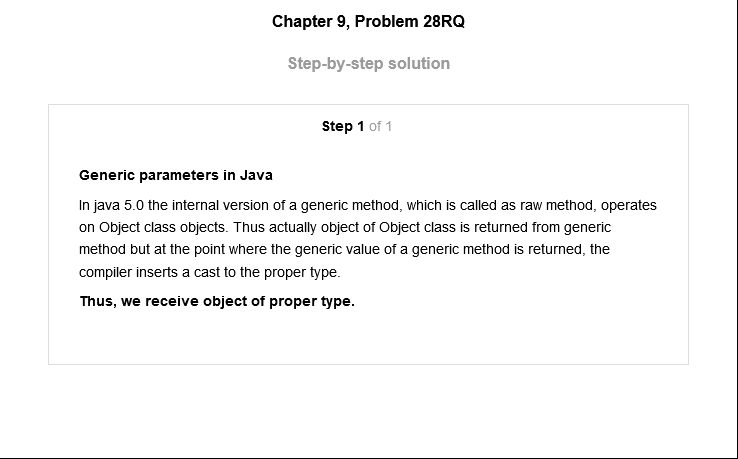 Chapter 9, Problem 28RQ
Step-by-step solution
Step 1 of 1
Generic parameters in Java
In java 5.0 the internal version of a generic method, which is called as raw method, operates
on Object class objects. Thus actually object of Object class is returned from generic
method but at the point where the generic value of a generic method is returned, the
compiler inserts a cast to the proper type.
Thus, we receive object of proper type.